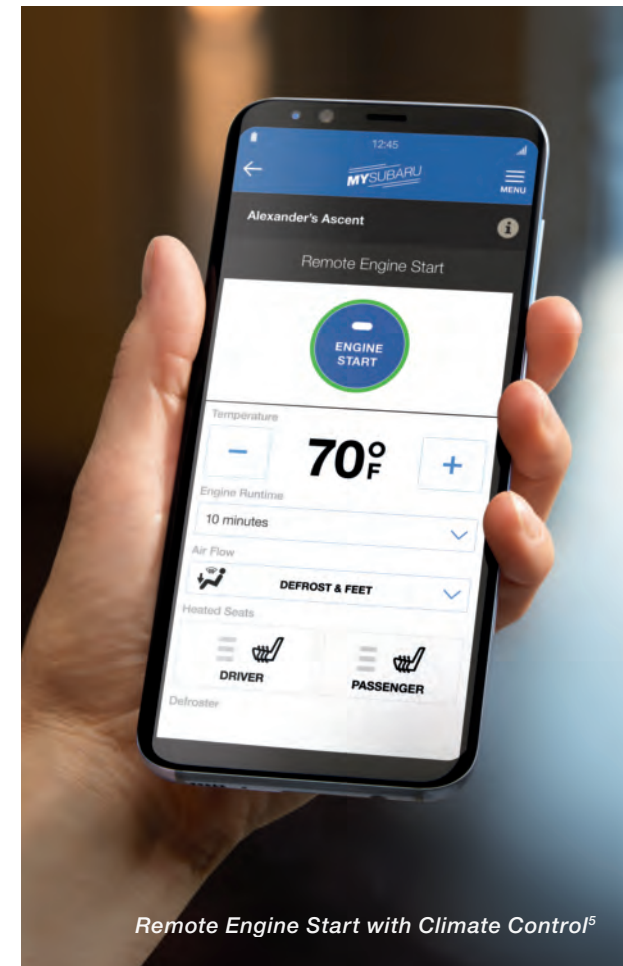 12:45
MYSUBARU
MENU
Alexander's Ascent
Remote Engine Start
ENGINE
START
Temperature
− 70°F +
Engine Runtime
10 minutes
Air Flow
DEFROST & FEET
Heated Seats
DRIVER PASSENGER
Defroster
Remote Engine Start with Climate Control⁵